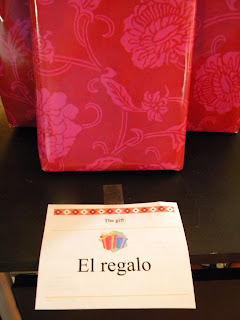 The gift
El regalo